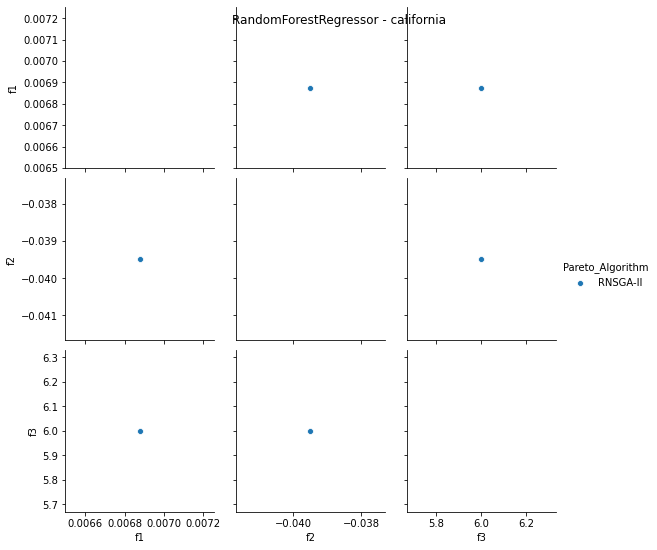 RandomForestRegressor - california
0.0072
0.0071
0.0070
0.0069
0.0068
0.0067
0.0066
0.0065
f1
−0.038
−0.039
−0.040
−0.041
f2
Pareto_Algorithm
RNSGA-II
6.3
6.2
6.1
6.0
5.9
5.8
5.7
f3
0.0066 0.0068 0.0070 0.0072
f1
−0.040 −0.038
f2
5.8 6.0 6.2
f3